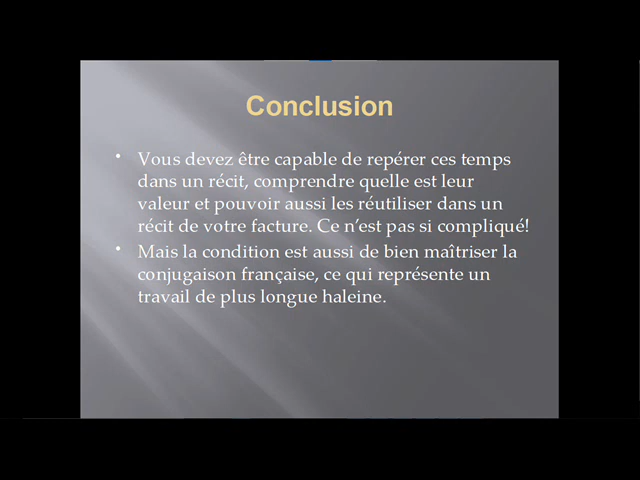 Conclusion
• Vous devez être capable de repérer ces temps
dans un récit, comprendre quelle est leur
valeur et pouvoir aussi les réutiliser dans un
récit de votre facture. Ce n'est pas si compliqué!
• Mais la condition est aussi de bien maîtriser la
conjugaison française, ce qui représente un
travail de plus longue haleine.